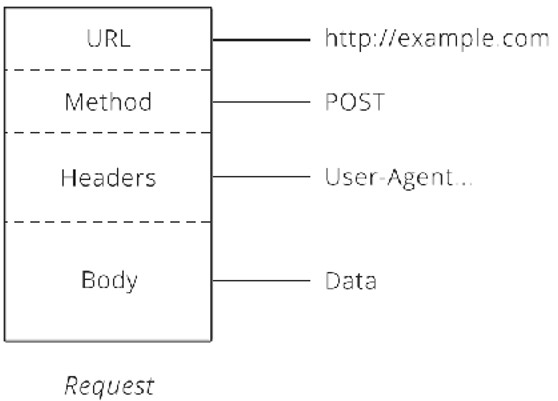 URL http://example.com
Method POST
Headers User-Agent...
Body Data
Request